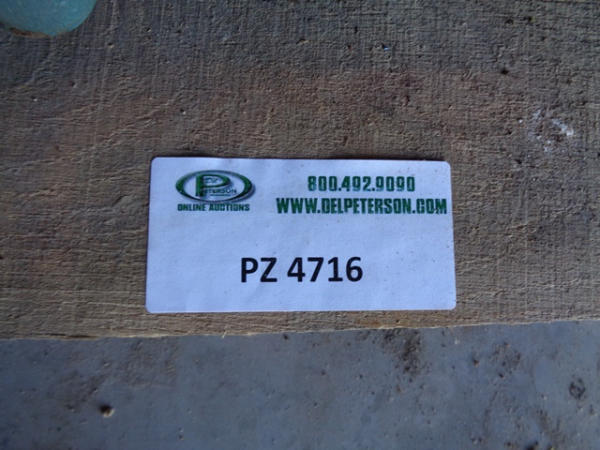 PETERSON
ONLINE AUCTIONS
800.492.9090
WWW.DELPETERSON.COM
PZ 4716